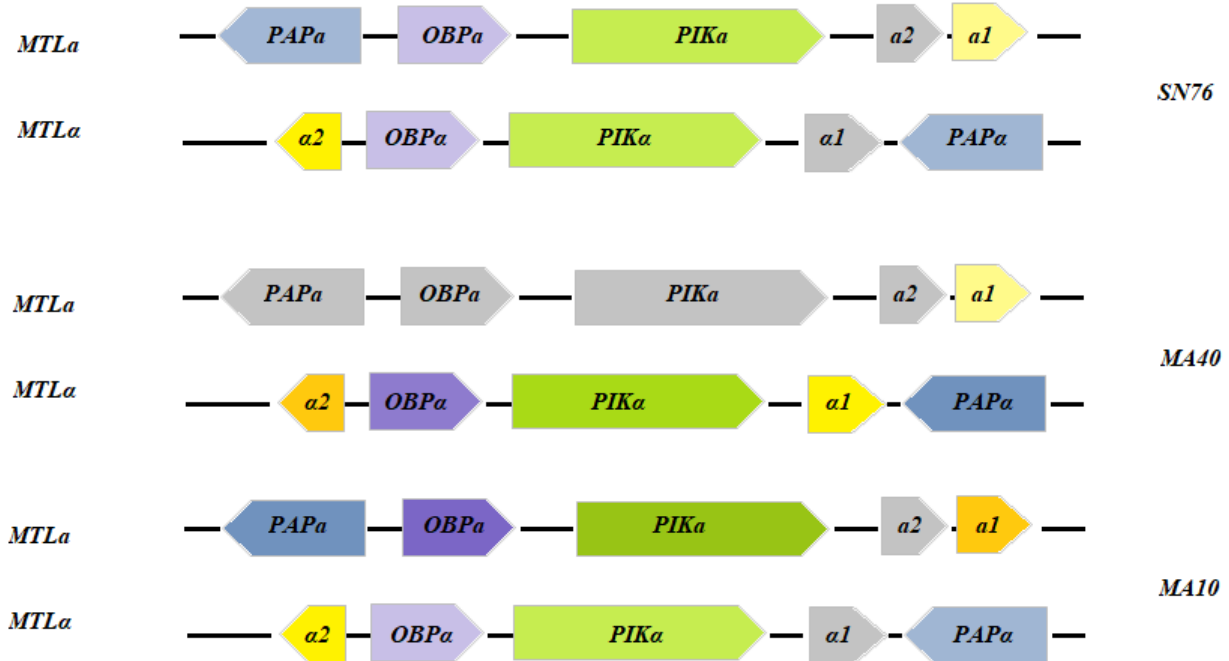 MTLa PAPa OBPa PIKa a2 a1
SN76
MTLα α2 OBPα PIKα α1 PAPα
MTLa PAPa OBPa PIKa a2 a1
MA40
MTLα α2 OBPα PIKα α1 PAPα
MTLa PAPa OBPa PIKa a2 a1
MA10
MTLα α2 OBPα PIKα α1 PAPα